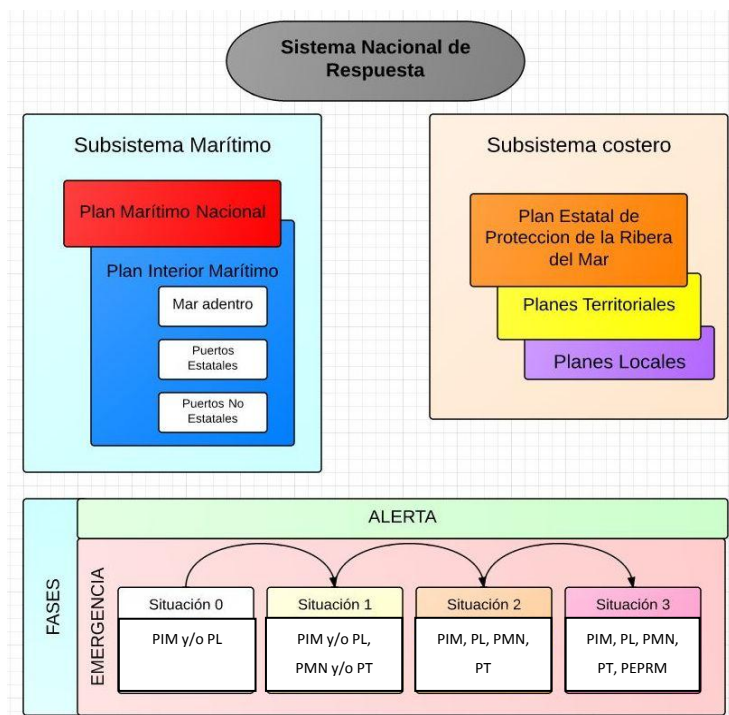 Sistema Nacional de
Respuesta
Subsistema Marítimo
Plan Marítimo Nacional
Plan Interior Marítimo
Mar adentro
Puertos
Estatales
Puertos No
Estatales
Subsistema costero
Plan Estatal de
Proteccion de la Ribera
del Mar
Planes Territoriales
Planes Locales
FASES
ALERTA
EMERGENCIA
Situación 0
PIM y/o PL
Situación 1
PIM y/o PL,
PMN y/o PT
Situación 2
PIM, PL, PMN,
PT
Situación 3
PIM, PL, PMN,
PT, PEPRM